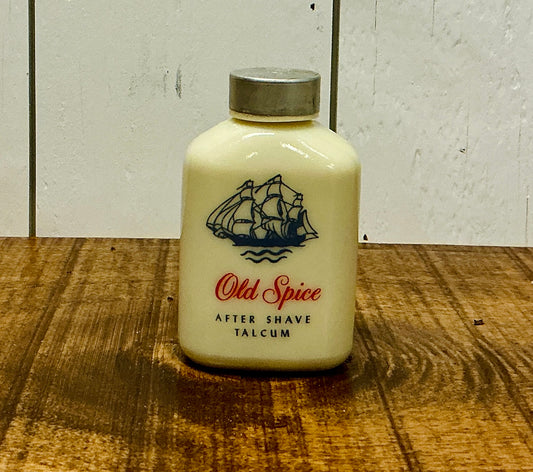 Old Spice
AFTER SHAVE
TALCUM